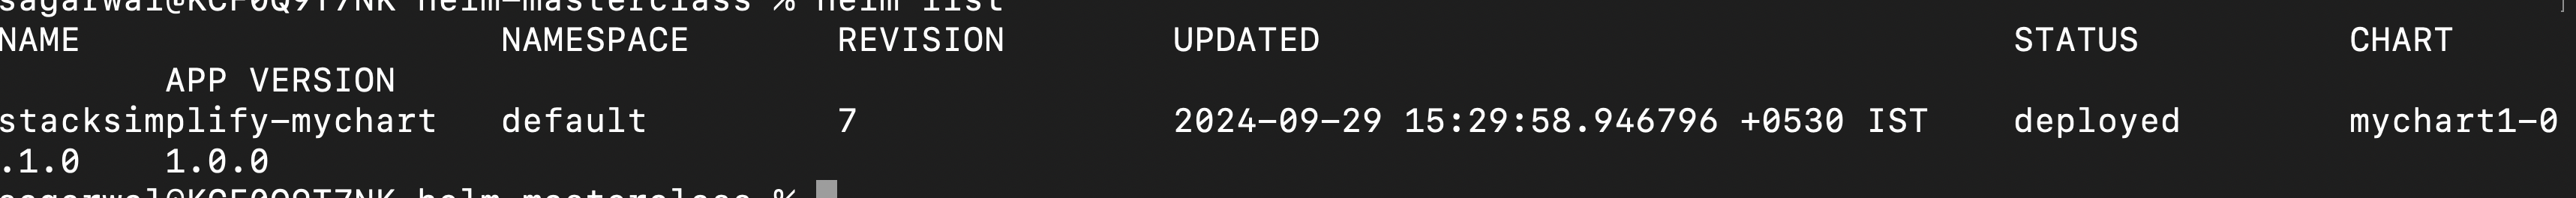 sagarwal@KCF0Q9T7NK helm-masterclass % helm list
NAME NAMESPACE REVISION UPDATED STATUS CHART
APP VERSION
stacksimplify-mychart default 7 2024-09-29 15:29:58.946796 +0530 IST deployed mychart1-0
.1.0 1.0.0
sagarwal@KCF0Q9T7NK helm-masterclass %